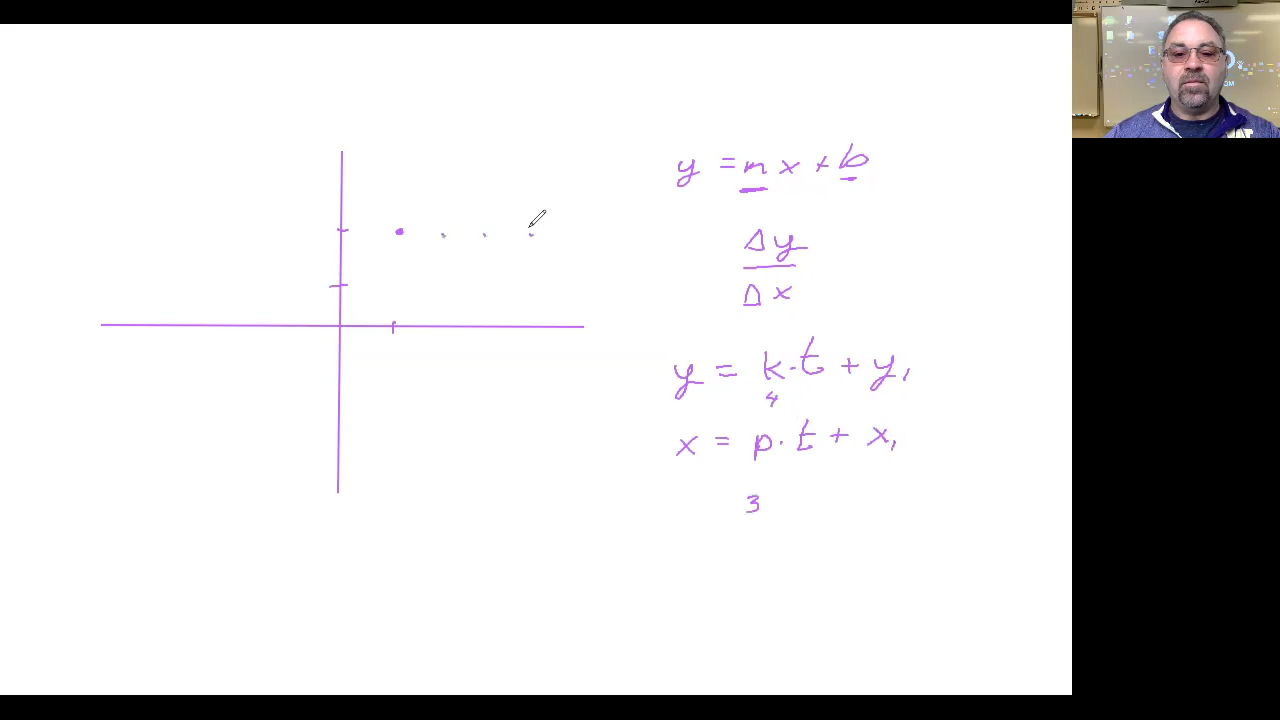 y = mx + b
Δy
Δx
y = k·t + y₁
4
x = p·t + x₁
3